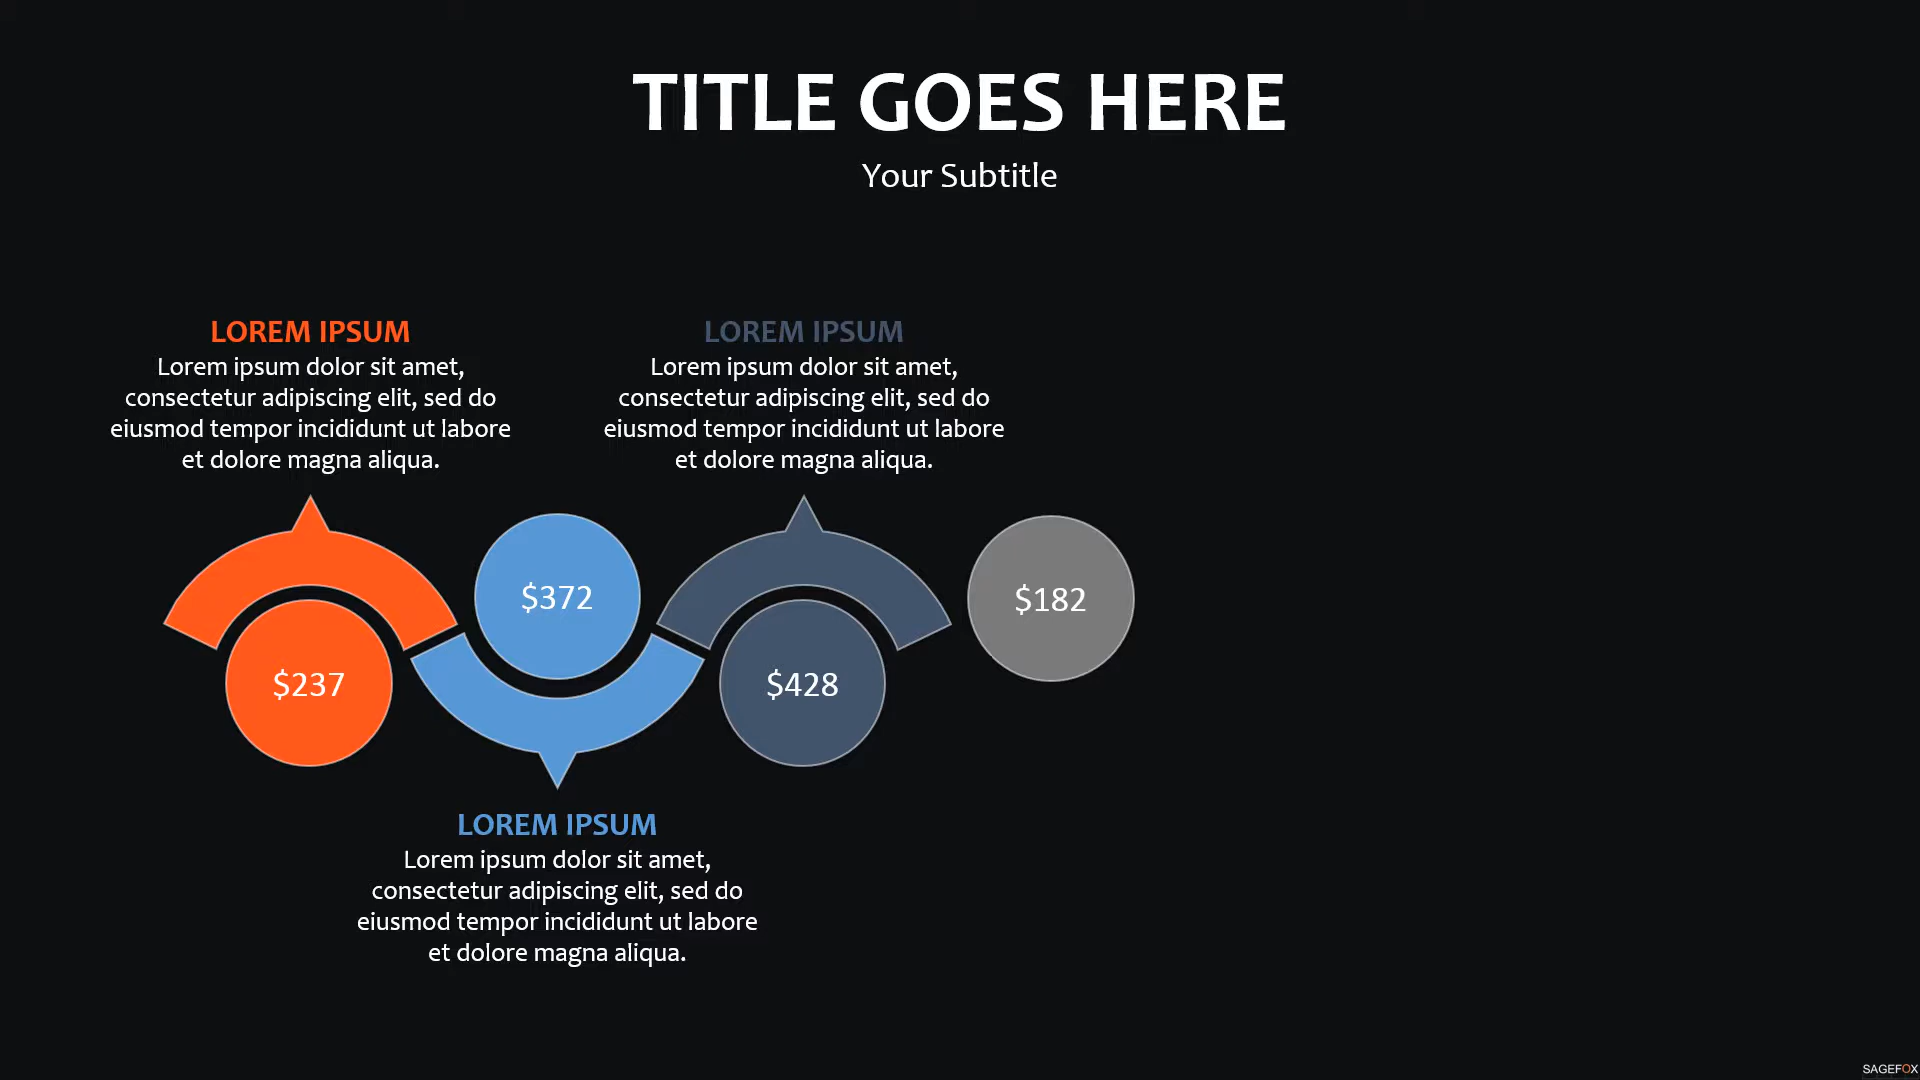 TITLE GOES HERE
Your Subtitle
LOREM IPSUM
Lorem ipsum dolor sit amet,
consectetur adipiscing elit, sed do
eiusmod tempor incididunt ut labore
et dolore magna aliqua.
LOREM IPSUM
Lorem ipsum dolor sit amet,
consectetur adipiscing elit, sed do
eiusmod tempor incididunt ut labore
et dolore magna aliqua.
$237
$372
$428
$182
LOREM IPSUM
Lorem ipsum dolor sit amet,
consectetur adipiscing elit, sed do
eiusmod tempor incididunt ut labore
et dolore magna aliqua.
SAGEFOX